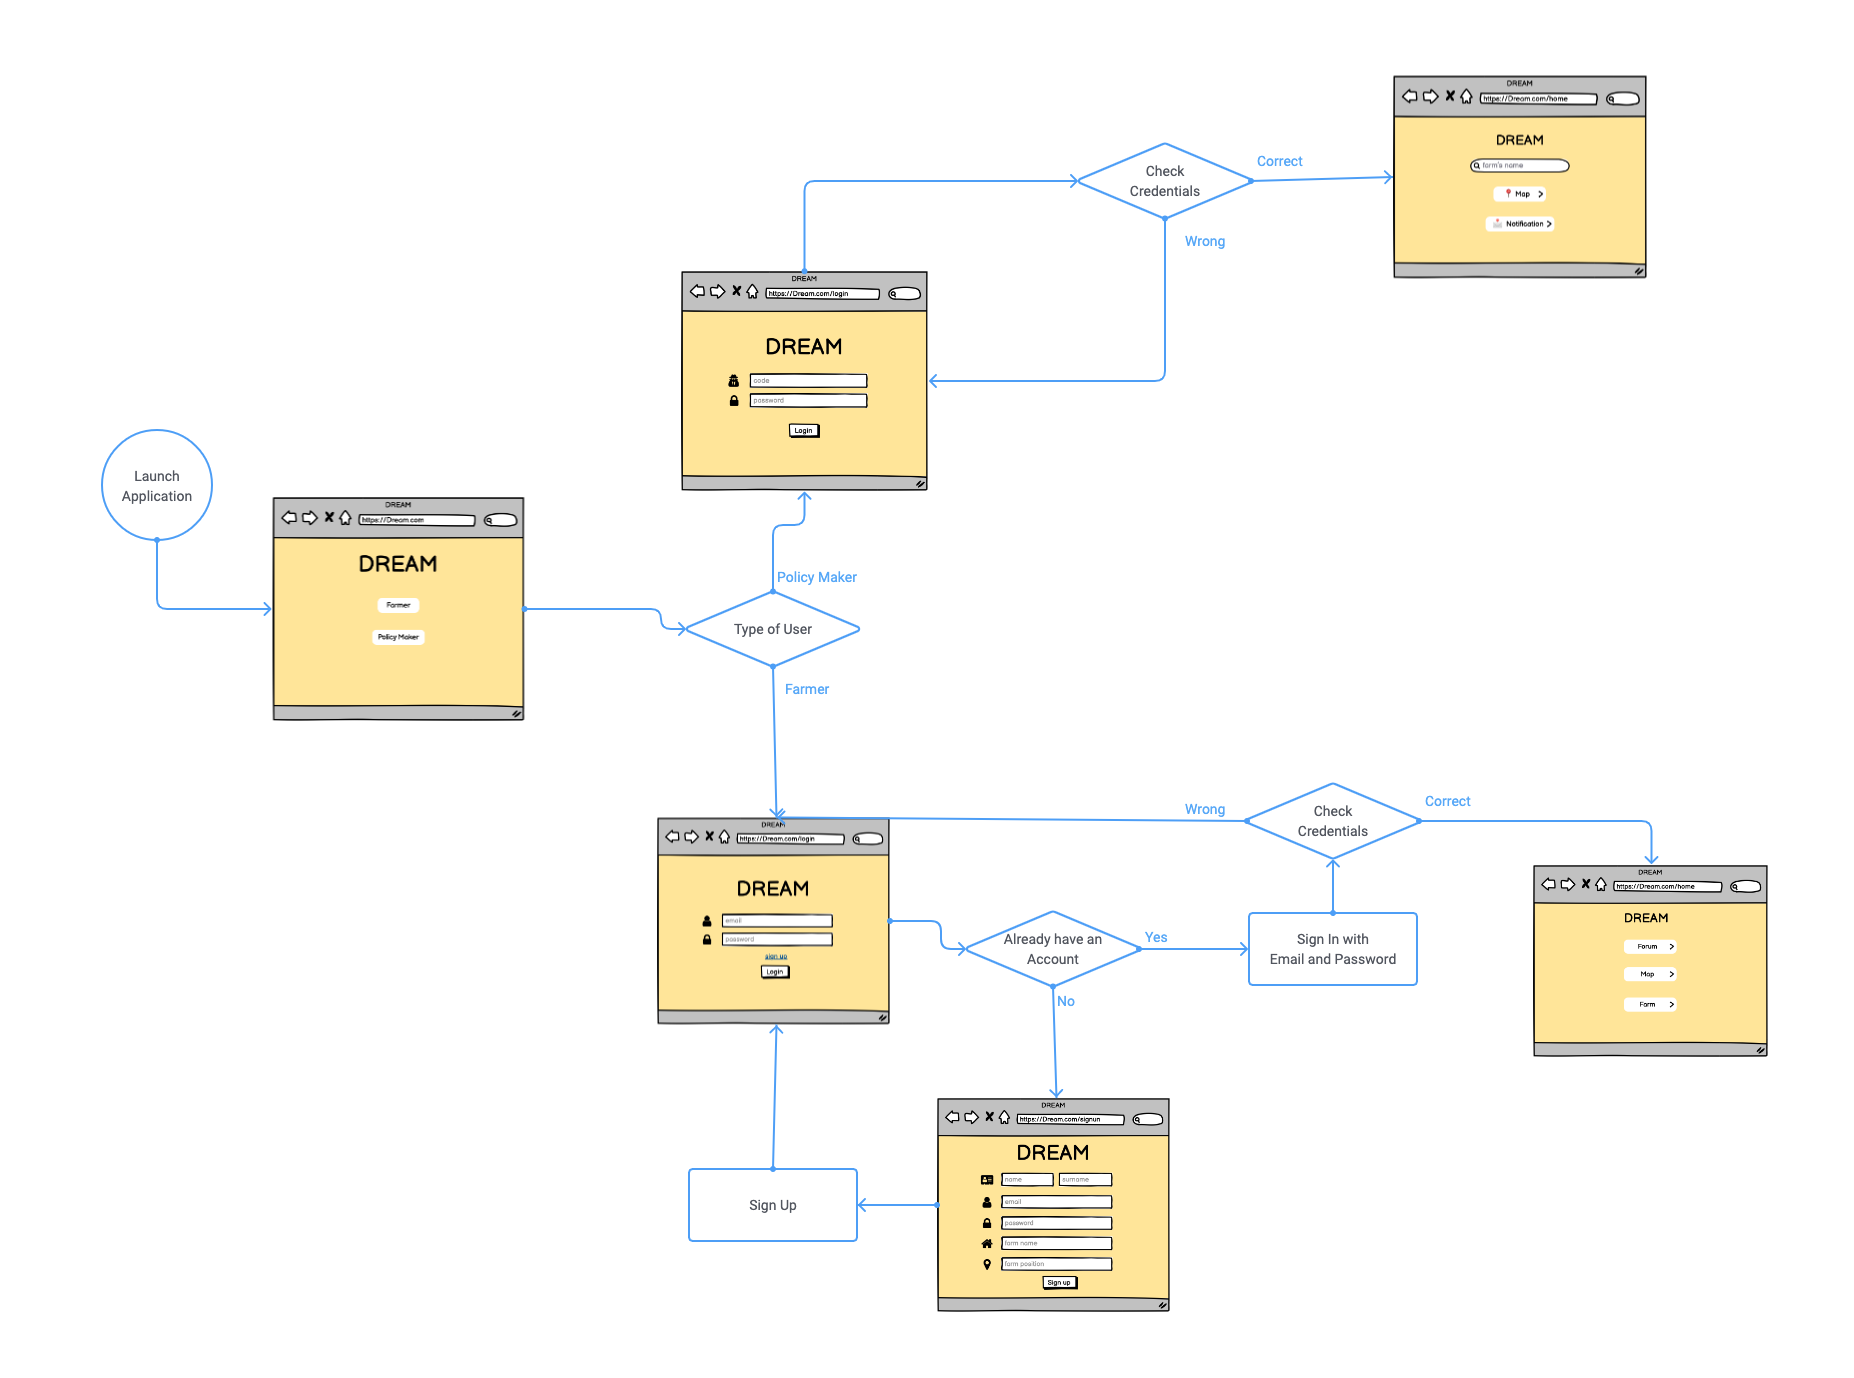 Launch
Application
DREAM
https://Dream.com
DREAM
Farmer
Policy Maker
Type of User
Policy Maker
Farmer
DREAM
https://Dream.com/login
DREAM
code
password
Login
Check
Credentials
Correct
Wrong
DREAM
https://Dream.com/home
DREAM
farm's name
Map
Notification
DREAM
https://Dream.com/login
DREAM
email
password
sign up
Login
Already have an
Account
Yes
No
Sign In with
Email and Password
Check
Credentials
Wrong
Correct
DREAM
https://Dream.com/home
DREAM
Forum
Map
Farm
DREAM
https://Dream.com/signun
DREAM
name
surname
email
password
farm name
farm position
Sign up
Sign Up